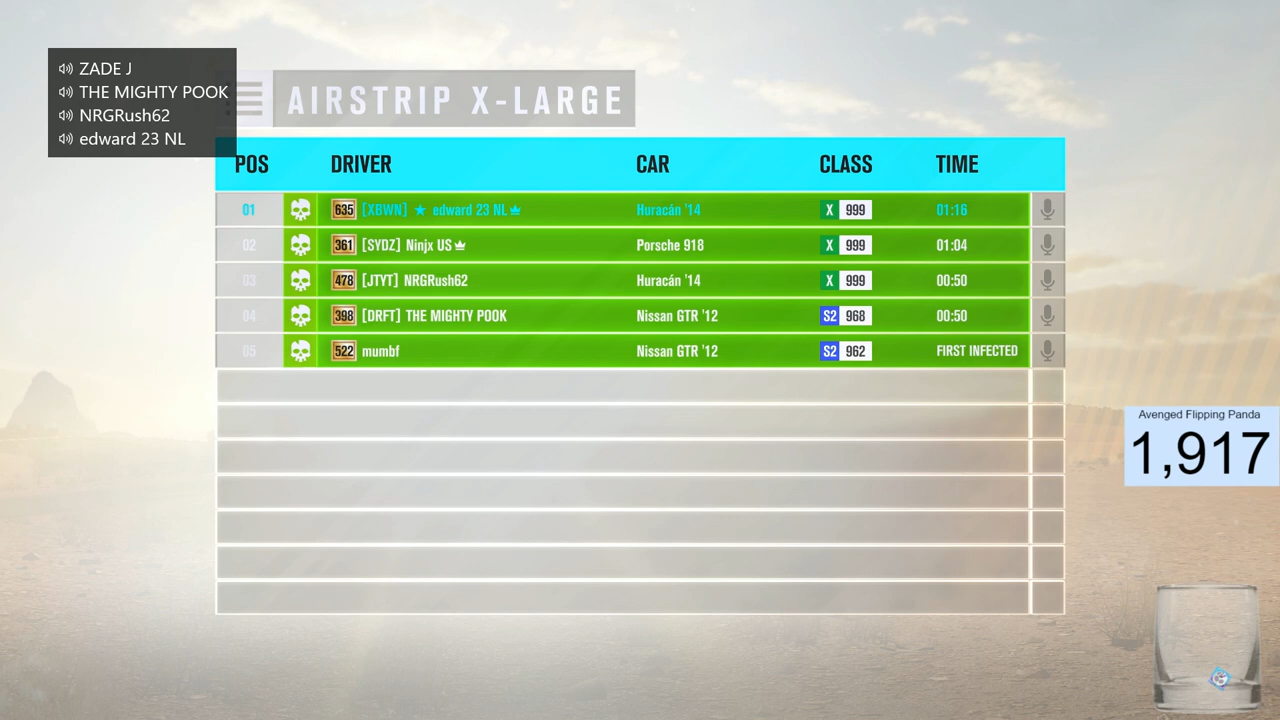 ZADE J
THE MIGHTY POOK
NRGRush62
edward 23 NL
AIRSTRIP X-LARGE
POS DRIVER CAR CLASS TIME
01 635 [XBWN] ★ edward 23 NL Huracán '14 X 999 01:16
02 361 [SYDZ] Ninjx US Porsche 918 X 999 01:04
03 478 [JTYT] NRGRush62 Huracán '14 X 999 00:50
04 398 [DRFT] THE MIGHTY POOK Nissan GTR '12 S2 968 00:50
05 522 mumbf Nissan GTR '12 S2 962 FIRST INFECTED
Avenged Flipping Panda
1,917